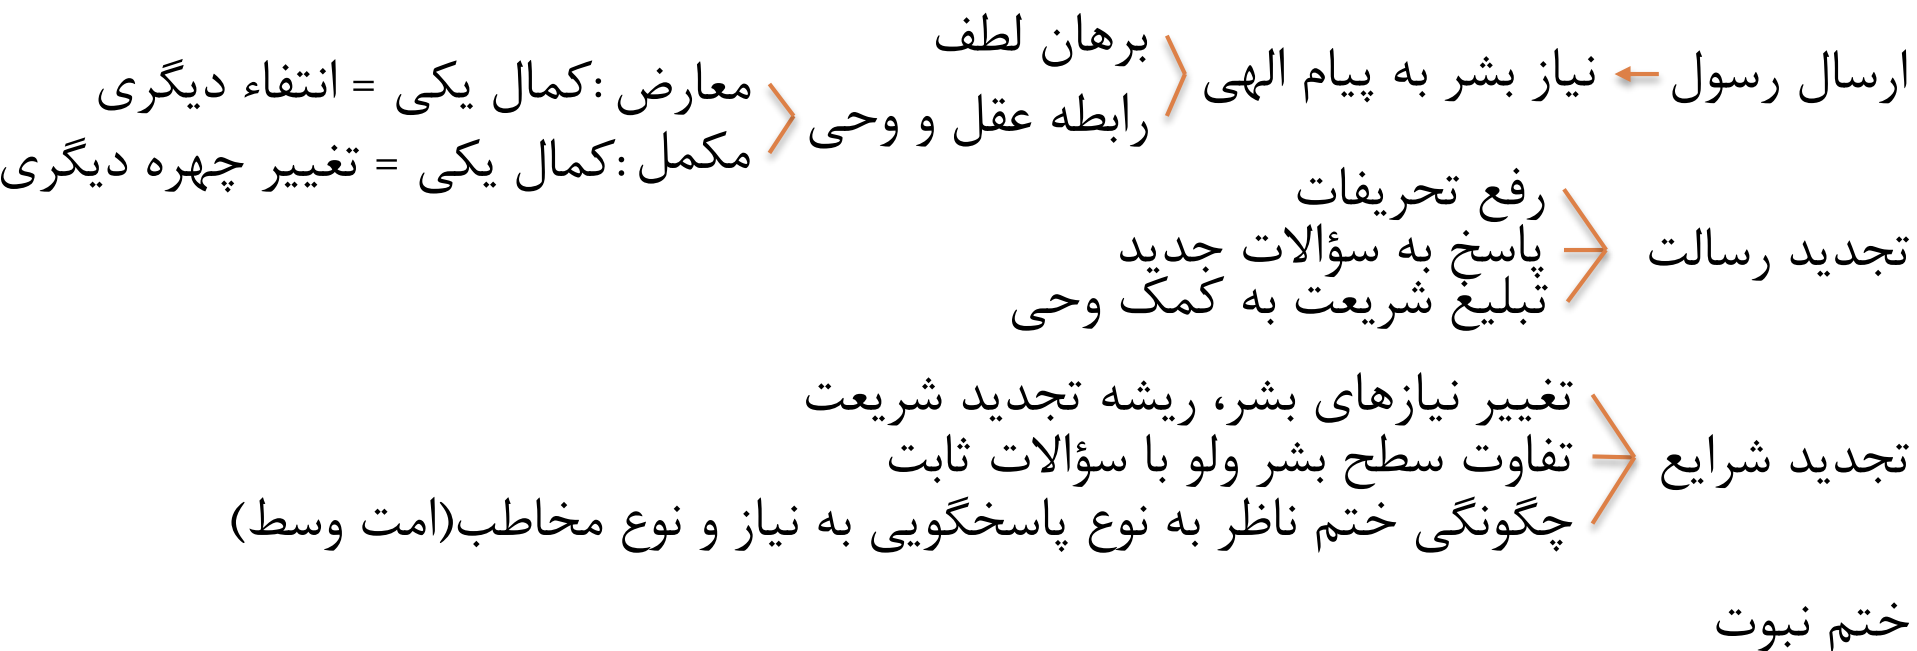 ارسال رسول
نیاز بشر به پیام الهی
برهان لطف
رابطه عقل و وحی
معارض :کمال یکی = انتفاء دیگری
مکمل :کمال یکی = تغییر چهره دیگری
تجدید رسالت
رفع تحریفات
پاسخ به سؤالات جدید
تبلیغ شریعت به کمک وحی
تجدید شرایع
تغییر نیازهای بشر، ریشه تجدید شریعت
تفاوت سطح بشر ولو با سؤالات ثابت
چگونگی ختم ناظر به نوع پاسخگویی به نیاز و نوع مخاطب(امت وسط)
ختم نبوت